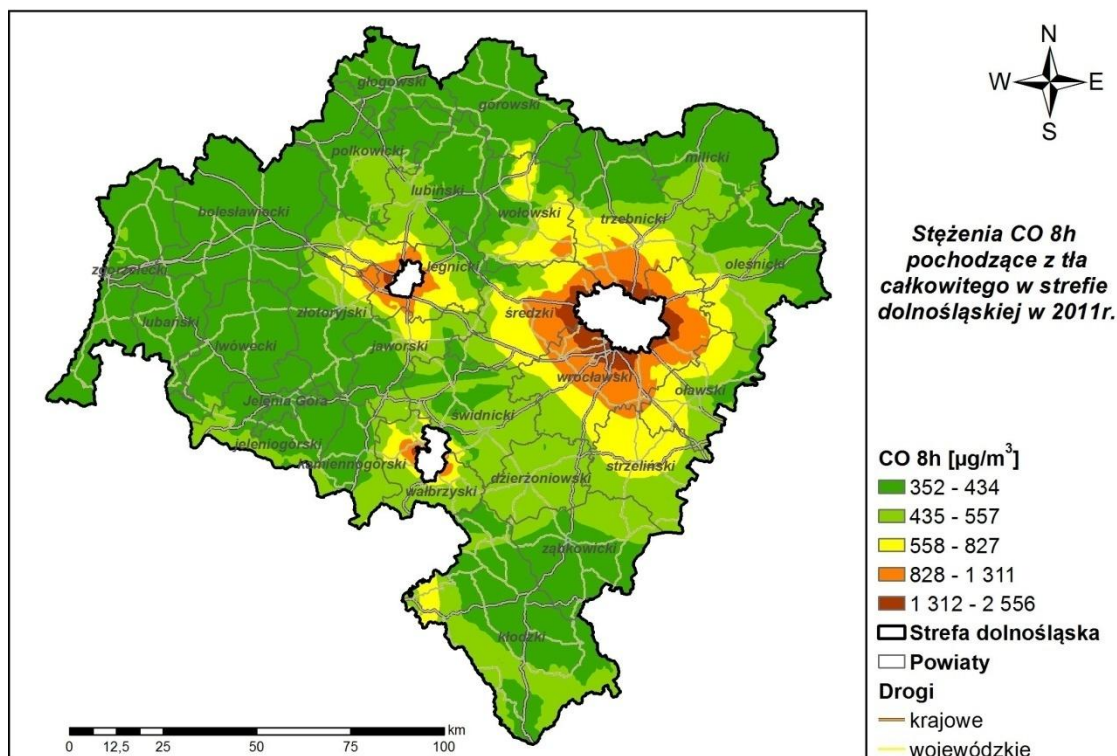 N
W E
S
Stężenia CO 8h
pochodzące z tła
całkowitego w strefie
dolnośląskiej w 2011r.
CO 8h [µg/m³]
352 - 434
435 - 557
558 - 827
828 - 1 311
1 312 - 2 556
Strefa dolnośląska
Powiaty
Drogi
krajowe
wojewódzkie
głogowski
górowski
polkowicki
milicki
lubiński
wołowski
trzebnicki
bolesławiecki
zgorzelecki
legnicki
oleśnicki
lubański
złotoryjski
średzki
lwówecki
jaworski
wrocławski
oławski
Jelenia Góra
świdnicki
jeleniogórski
kamiennogórski
strzeliński
wałbrzyski
dzierżoniowski
ząbkowicki
kłodzki
km
0 12,5 25 50 75 100